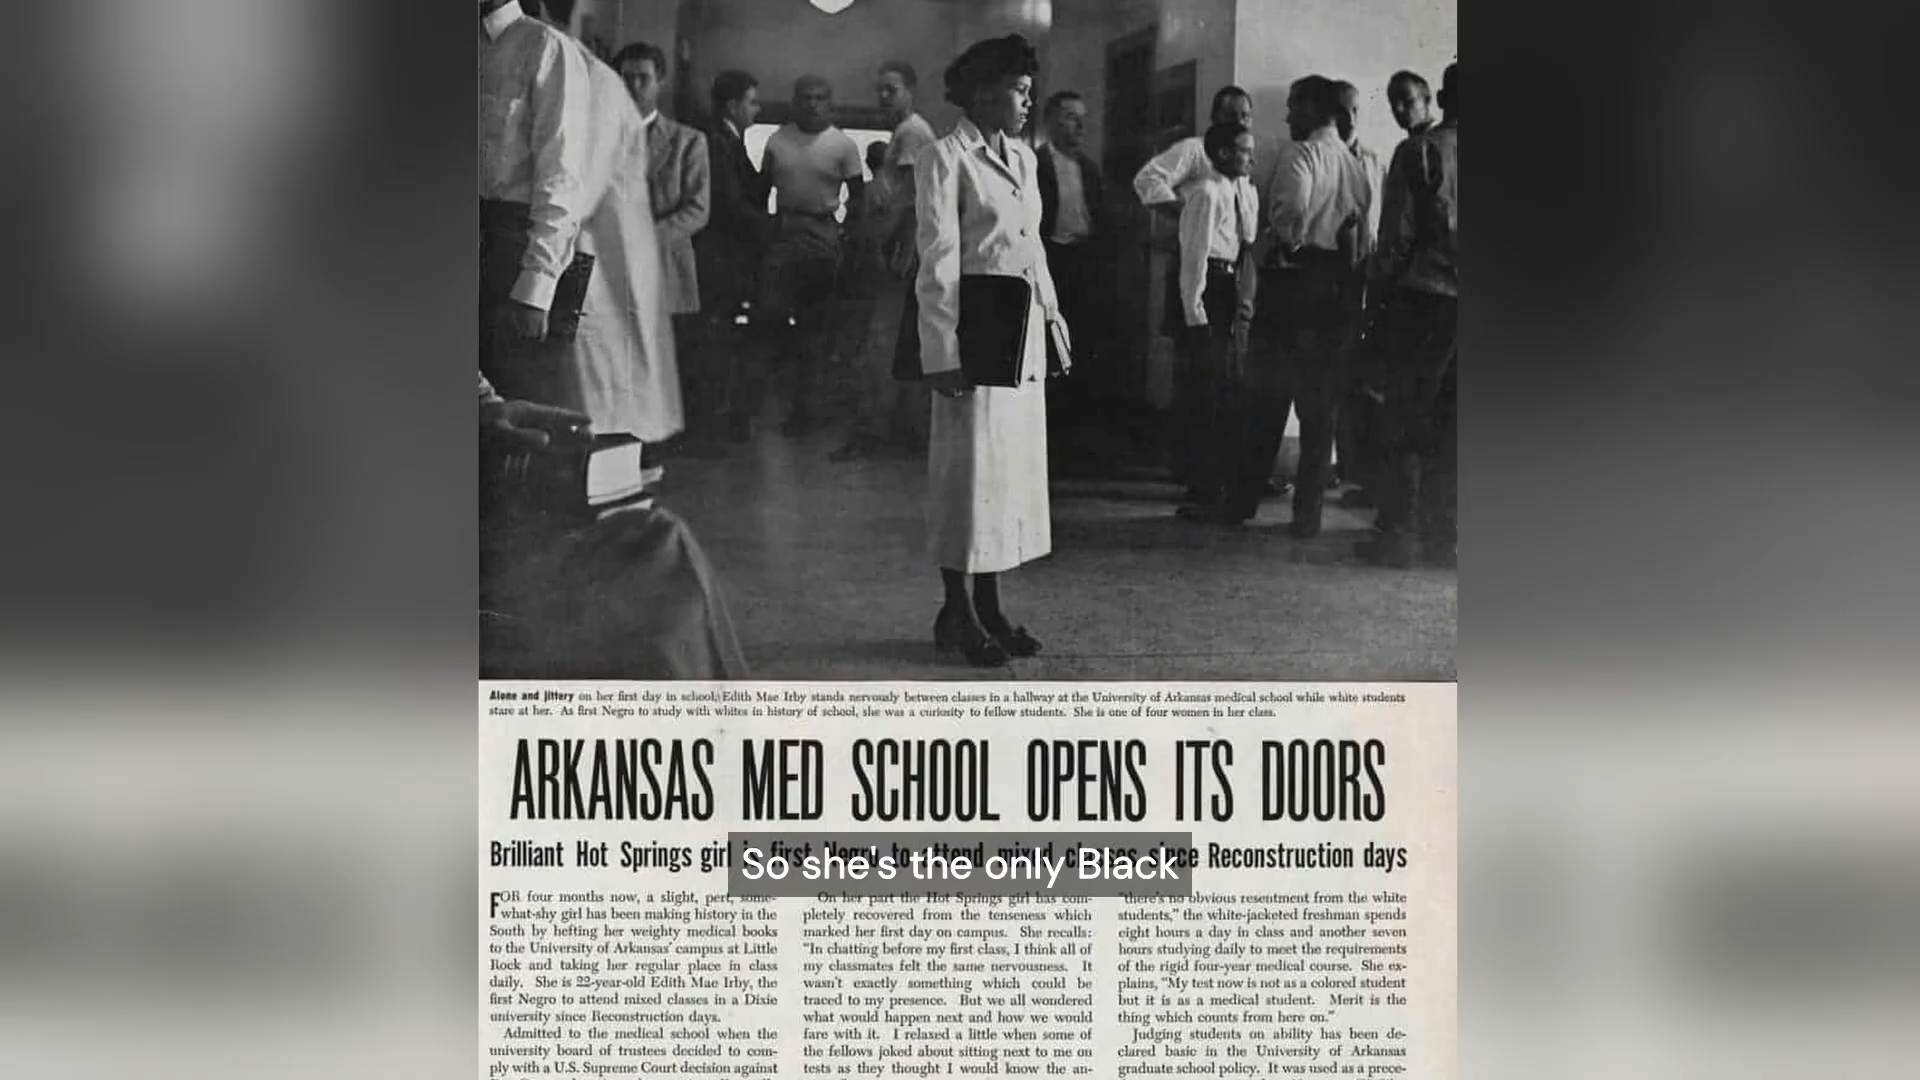 Alone and jittery on her first day in school, Edith Mae Irby stands nervously between classes in a hallway at the University of Arkansas medical school while white students
stare at her. As first Negro to study with whites in history of school, she was a curiosity to fellow students. She is one of four women in her class.
ARKANSAS MED SCHOOL OPENS ITS DOORS
Brilliant Hot Springs girl is first Negro to attend mixed classes since Reconstruction days
So she's the only Black
FOR four months now, a slight, pert, some-
what-shy girl has been making history in the
South by hefting her weighty medical books
to the University of Arkansas' campus at Little
Rock and taking her regular place in class
daily. She is 22-year-old Edith Mae Irby, the
first Negro to attend mixed classes in a Dixie
university since Reconstruction days.
Admitted to the medical school when the
university board of trustees decided to com-
ply with a U.S. Supreme Court decision against
On her part the Hot Springs girl has com-
pletely recovered from the tenseness which
marked her first day on campus. She recalls:
"In chatting before my first class, I think all of
my classmates felt the same nervousness. It
wasn't exactly something which could be
traced to my presence. But we all wondered
what would happen next and how we would
fare with it. I relaxed a little when some of
the fellows joked about sitting next to me on
tests as they thought I would know the an-
"there's no obvious resentment from the white
students," the white-jacketed freshman spends
eight hours a day in class and another seven
hours studying daily to meet the requirements
of the rigid four-year medical course. She ex-
plains, "My test now is not as a colored student
but it is as a medical student. Merit is the
thing which counts from here on."
Judging students on ability has been de-
clared basic in the University of Arkansas
graduate school policy. It was used as a prece-